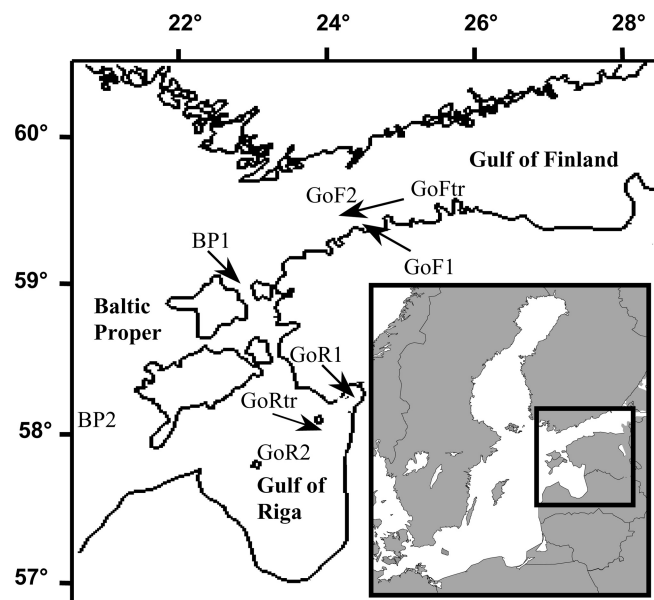 22° 24° 26° 28°
60°
Gulf of Finland
GoF2 GoFtr
BP1
GoF1
59°
Baltic
Proper
GoR1
GoRtr
BP2
58°
GoR2
Gulf of
Riga
57°